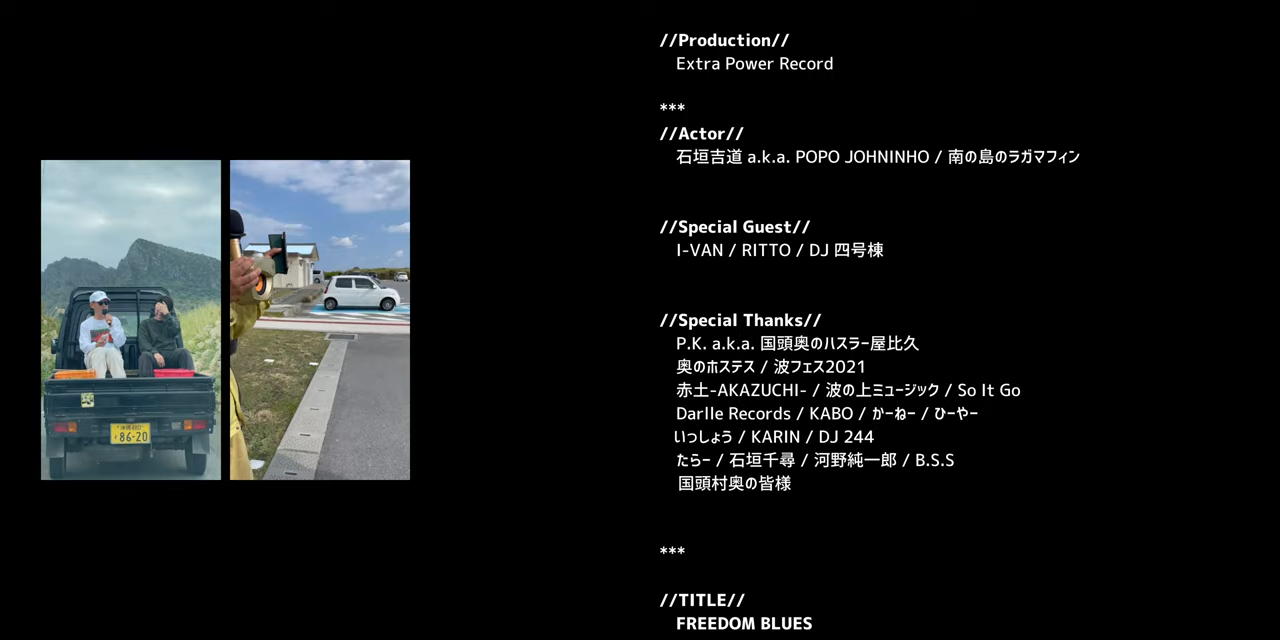 //Production//
Extra Power Record
***
//Actor//
石垣吉道 a.k.a. POPO JOHNINHO / 南の島のラガマフィン
//Special Guest//
I-VAN / RITTO / DJ 四号棟
//Special Thanks//
P.K. a.k.a. 国頭奥のハスラー屋比久
奥のホステス / 波フェス2021
赤土-AKAZUCHI- / 波の上ミュージック / So It Go
Darlle Records / KABO / かーねー / ひーやー
いっしょう / KARIN / DJ 244
たらー / 石垣千尋 / 河野純一郎 / B.S.S
国頭村奥の皆様
***
//TITLE//
FREEDOM BLUES
86-20